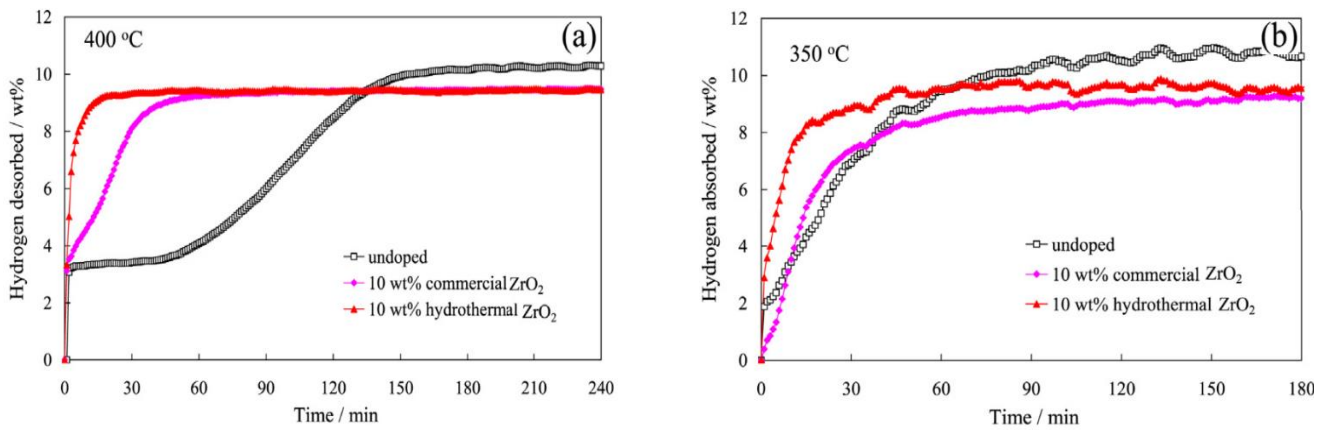 400 °C
(a)
12
10
8
6
4
2
0
Hydrogen desorbed / wt%
undoped
10 wt% commercial ZrO₂
10 wt% hydrothermal ZrO₂
0 30 60 90 120 150 180 210 240
Time / min
350 °C
(b)
12
10
8
6
4
2
0
Hydrogen absorbed / wt%
undoped
10 wt% commercial ZrO₂
10 wt% hydrothermal ZrO₂
0 30 60 90 120 150 180
Time / min